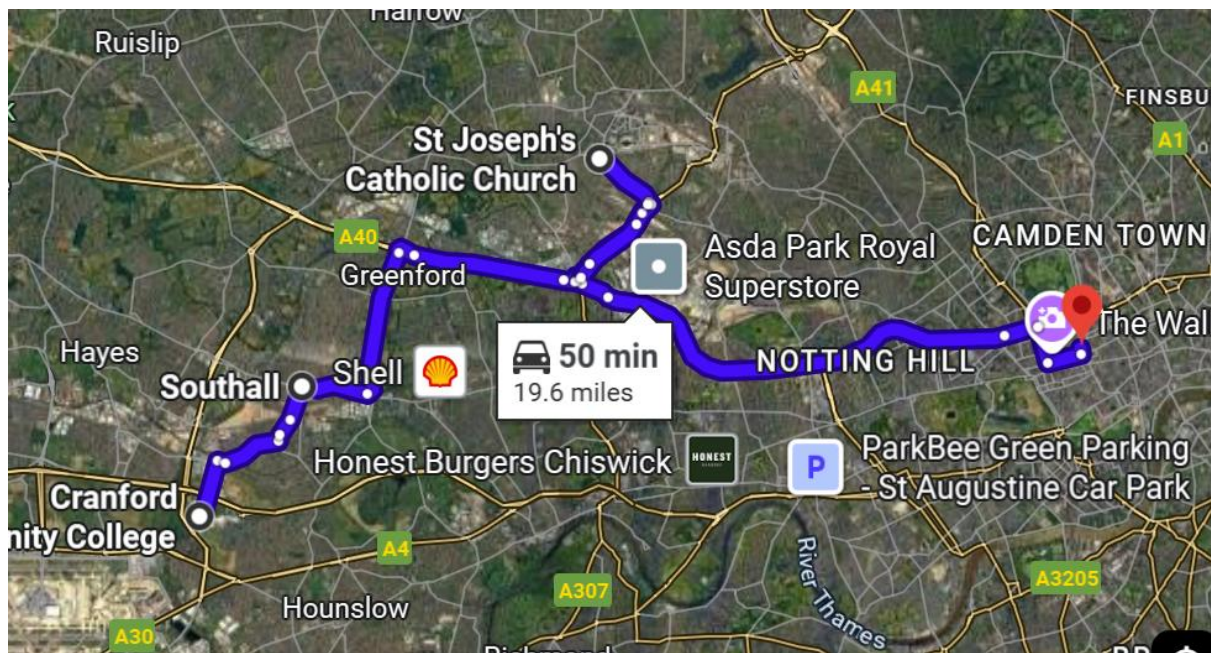 Harrow
Ruislip
A41
FINSBU
A1
St Joseph's
Catholic Church
A40
CAMDEN TOWN
Greenford
Asda Park Royal
Superstore
The Wal
Hayes
Shell
50 min
19.6 miles
NOTTING HILL
Southall
Honest Burgers Chiswick
HONEST
P
ParkBee Green Parking
- St Augustine Car Park
Cranford
nity College
A4
River Thames
A307
A3205
Hounslow
A30
Richmond